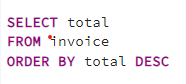 SELECT total
FROM invoice
ORDER BY total DESC